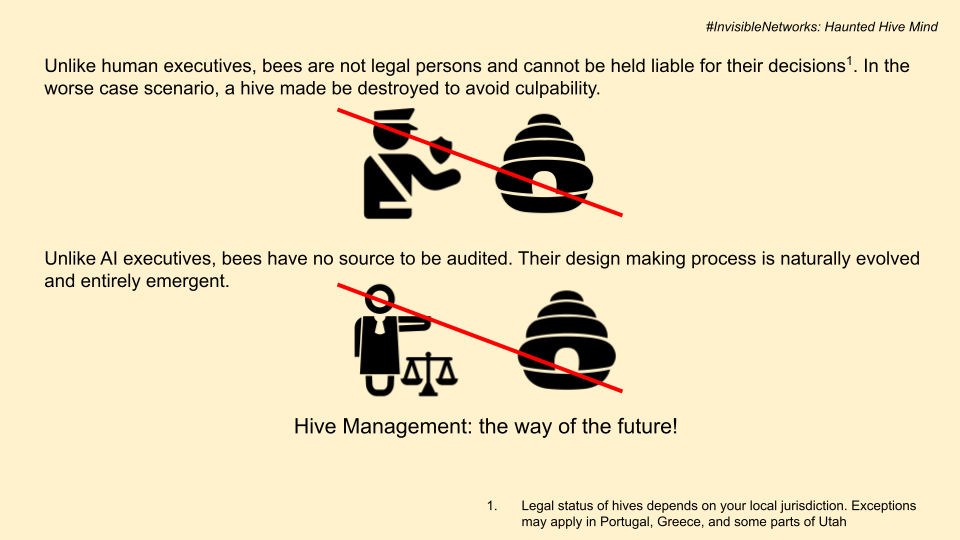 #InvisibleNetworks: Haunted Hive Mind
Unlike human executives, bees are not legal persons and cannot be held liable for their decisions1. In the
worse case scenario, a hive made be destroyed to avoid culpability.
Unlike AI executives, bees have no source to be audited. Their design making process is naturally evolved
and entirely emergent.
Hive Management: the way of the future!
1. Legal status of hives depends on your local jurisdiction. Exceptions
may apply in Portugal, Greece, and some parts of Utah